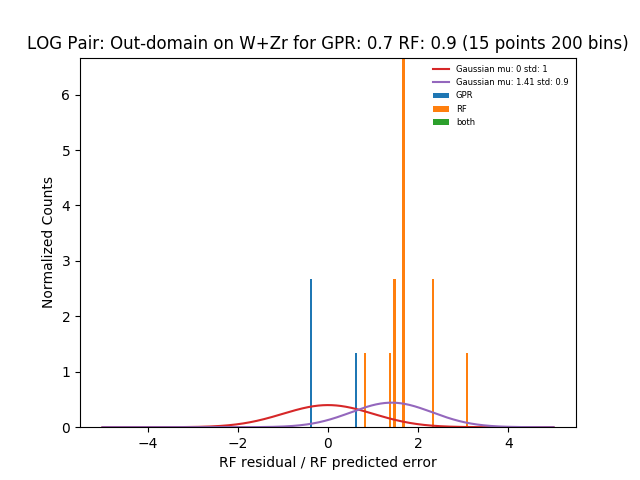 LOG Pair: Out-domain on W+Zr for GPR: 0.7 RF: 0.9 (15 points 200 bins)
Gaussian mu: 0 std: 1
Gaussian mu: 1.41 std: 0.9
GPR
RF
both
Normalized Counts
6
5
4
3
2
1
0
−4
−2
0
2
4
RF residual / RF predicted error